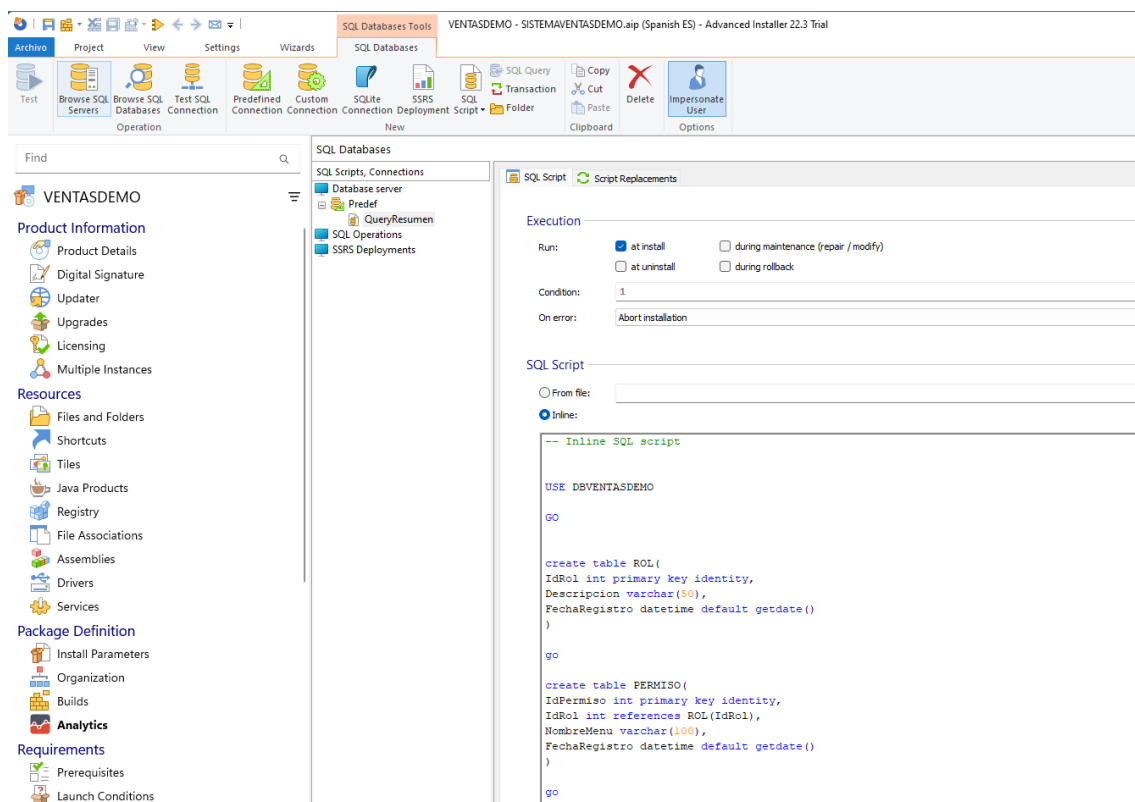 SQL Databases Tools
VENTASDEMO - SISTEMAVENTASDEMO.aip (Spanish ES) - Advanced Installer 22.3 Trial
Archivo Project View Settings Wizards SQL Databases
Test
Browse SQL Servers
Browse SQL Databases
Test SQL Connection
Operation
Predefined Connection
Custom Connection
SQLite Connection
SSRS Deployment
SQL Script
SQL Query
Transaction
Folder
New
Copy
Cut
Paste
Clipboard
Delete
Impersonate User
Options
Find
VENTASDEMO
Product Information
Product Details
Digital Signature
Updater
Upgrades
Licensing
Multiple Instances
Resources
Files and Folders
Shortcuts
Tiles
Java Products
Registry
File Associations
Assemblies
Drivers
Services
Package Definition
Install Parameters
Organization
Builds
Analytics
Requirements
Prerequisites
Launch Conditions
SQL Databases
SQL Scripts, Connections
Database server
Predef
QueryResumen
SQL Operations
SSRS Deployments
SQL Script Script Replacements
Execution
Run: at install during maintenance (repair / modify)
at uninstall during rollback
Condition: 1
On error: Abort installation
SQL Script
From file:
Inline:
-- Inline SQL script
USE DBVENTASDEMO
GO
create table ROL(
IdRol int primary key identity,
Descripcion varchar(50),
FechaRegistro datetime default getdate()
)
go
create table PERMISO(
IdPermiso int primary key identity,
IdRol int references ROL(IdRol),
NombreMenu varchar(100),
FechaRegistro datetime default getdate()
)
go